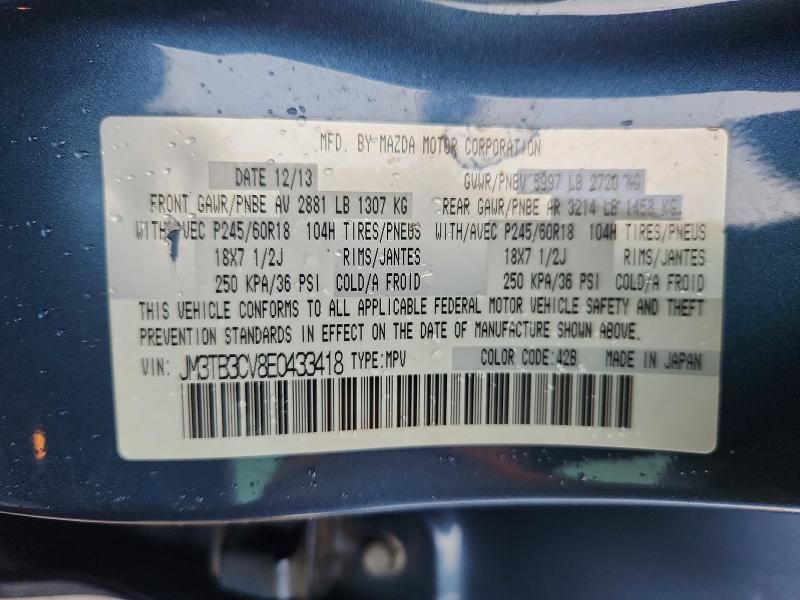 MFD. BY MAZDA MOTOR CORPORATION
DATE 12/13 GVWR/PNBV 5997 LB 2720 KG
FRONT GAWR/PNBE AV 2881 LB 1307 KG REAR GAWR/PNBE AR 3214 LB 1458 KG
WITH/AVEC P245/60R18 104H TIRES/PNEUS WITH/AVEC P245/60R18 104H TIRES/PNEUS
18X7 1/2J RIMS/JANTES 18X7 1/2J RIMS/JANTES
250 KPA/36 PSI COLD/A FROID 250 KPA/36 PSI COLD/A FROID
THIS VEHICLE CONFORMS TO ALL APPLICABLE FEDERAL MOTOR VEHICLE SAFETY AND THEFT
PREVENTION STANDARDS IN EFFECT ON THE DATE OF MANUFACTURE SHOWN ABOVE.
VIN: JM3TB3CV8E0433418 TYPE:MPV COLOR CODE:42B MADE IN JAPAN